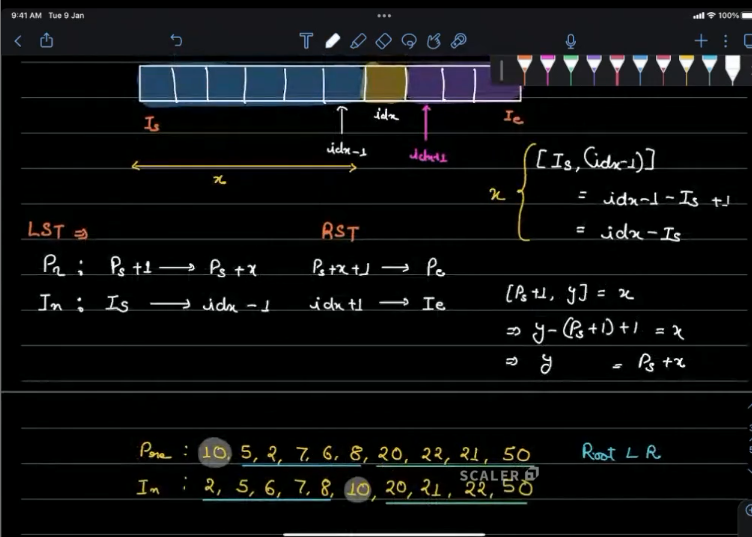 9:41 AM Tue 9 Jan
100%
idx
Is
Ie
idx-1
idx+1
x
x { [Is, (idx-1)]
= idx-1-Is+1
= idx-Is
LST ⇒ RST
Pr : Ps+1 → Ps+x Ps+x+1 → Pe
In : Is → idx-1 idx+1 → Ie
[Ps+1, y] = x
⇒ y-(Ps+1)+1 = x
⇒ y = Ps+x
Pre : 10, 5, 2, 7, 6, 8, 20, 22, 21, 50 Root L R
SCALER
In : 2, 5, 6, 7, 8, 10, 20, 21, 22, 50